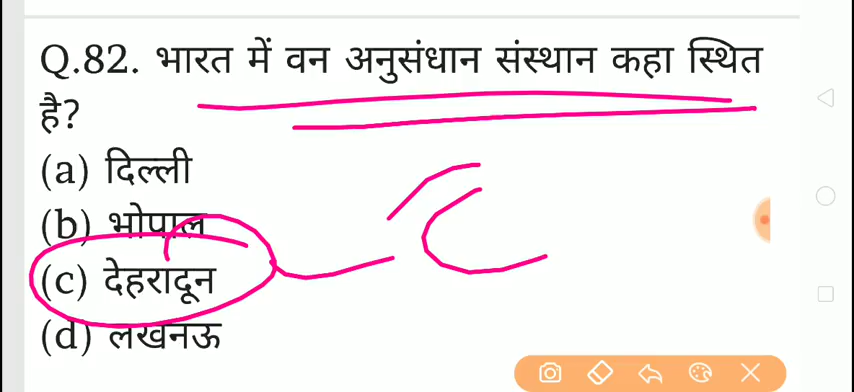 Q.82. भारत में वन अनुसंधान संस्थान कहा स्थित
है?
(a) दिल्ली
(b) भोपाल
(c) देहरादून
(d) लखनऊ
C